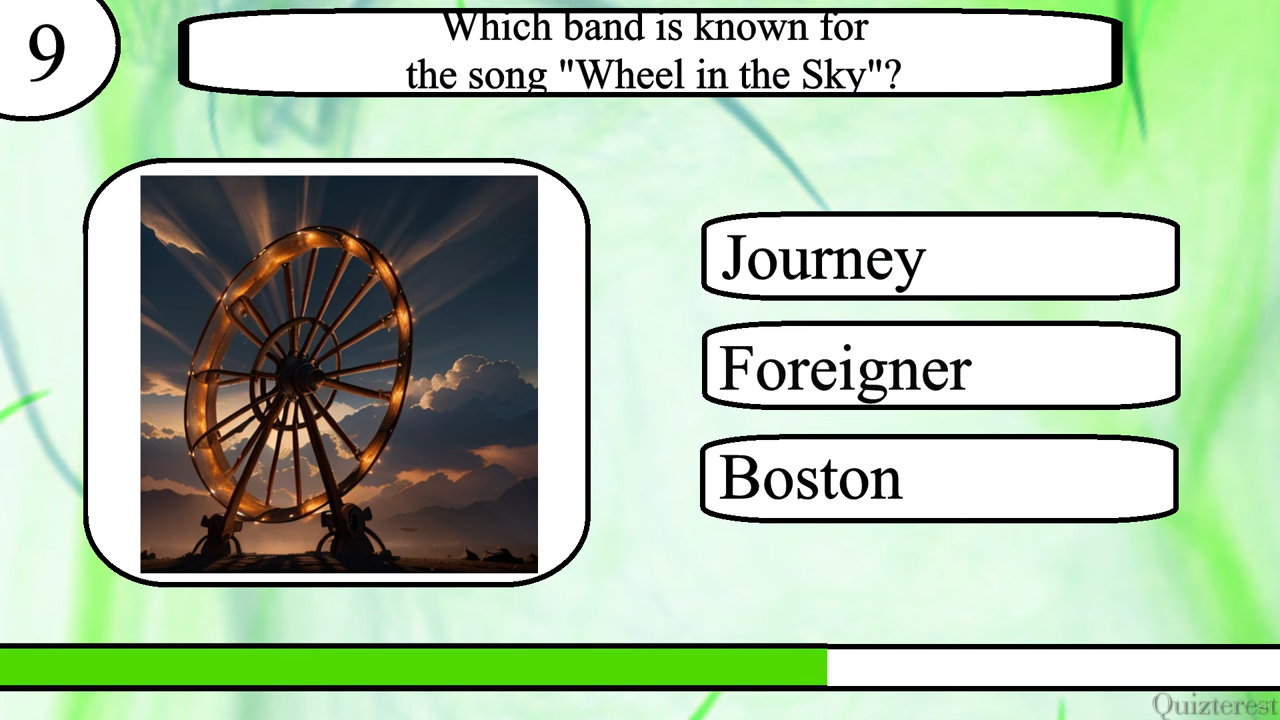 9
Which band is known for
the song "Wheel in the Sky"?
Journey
Foreigner
Boston
Quizterest